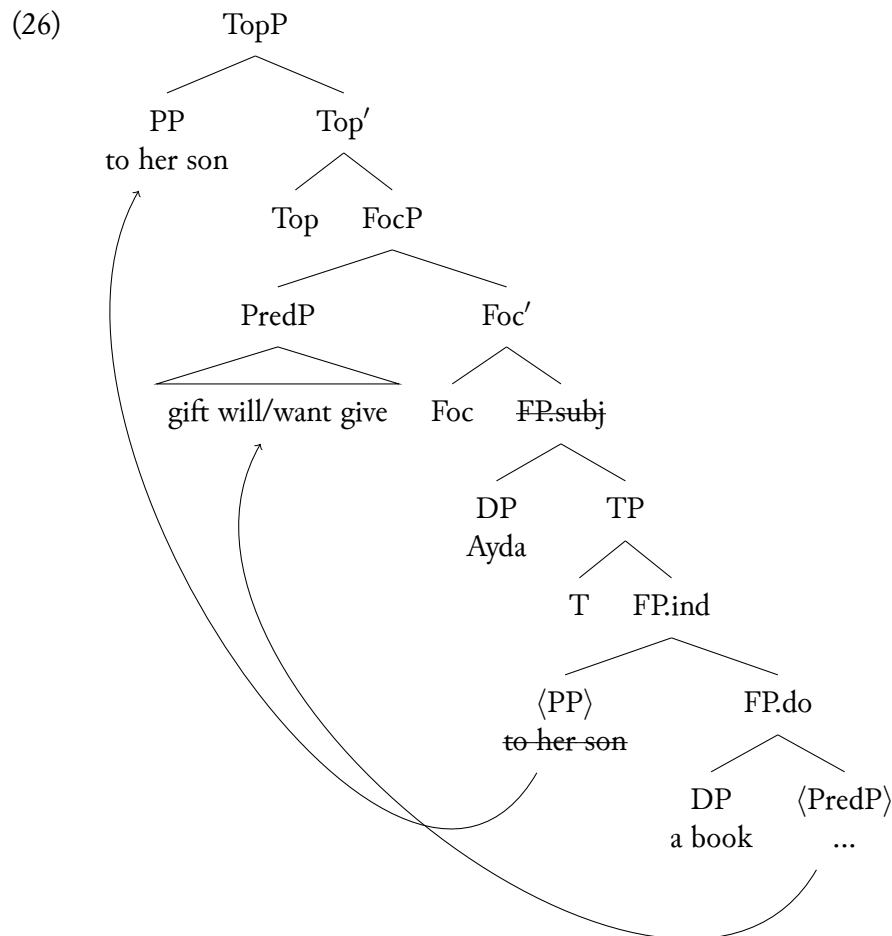 (26) TopP
PP Top′
to her son
Top FocP
PredP Foc′
gift will/want give Foc FP.subj
DP TP
Ayda
T FP.ind
⟨PP⟩ FP.do
to her son
DP ⟨PredP⟩
a book ...